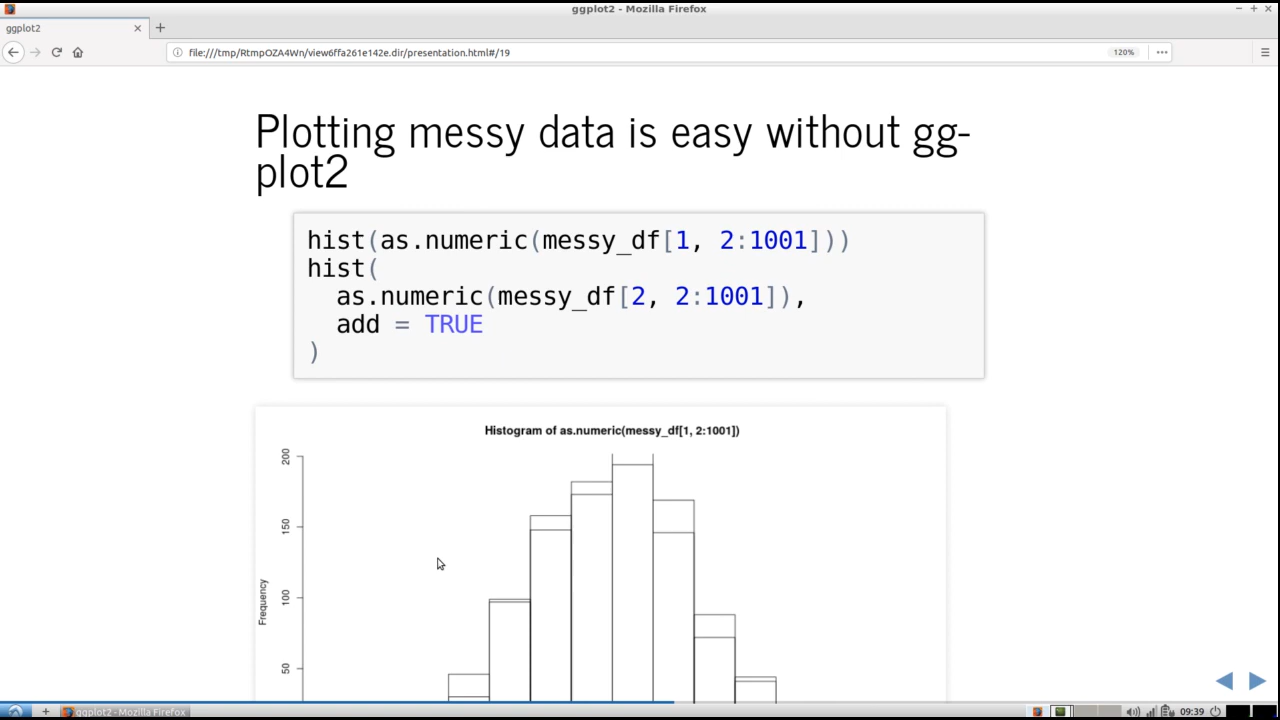 ggplot2 - Mozilla Firefox
ggplot2
file:///tmp/RtmpOZA4Wn/view6ffa261e142e.dir/presentation.html#/19
120%
Plotting messy data is easy without gg-
plot2
hist(as.numeric(messy_df[1, 2:1001]))
hist(
as.numeric(messy_df[2, 2:1001]),
add = TRUE
)
Histogram of as.numeric(messy_df[1, 2:1001])
200
150
100
50
Frequency
ggplot2 - Mozilla Firefox
09:39